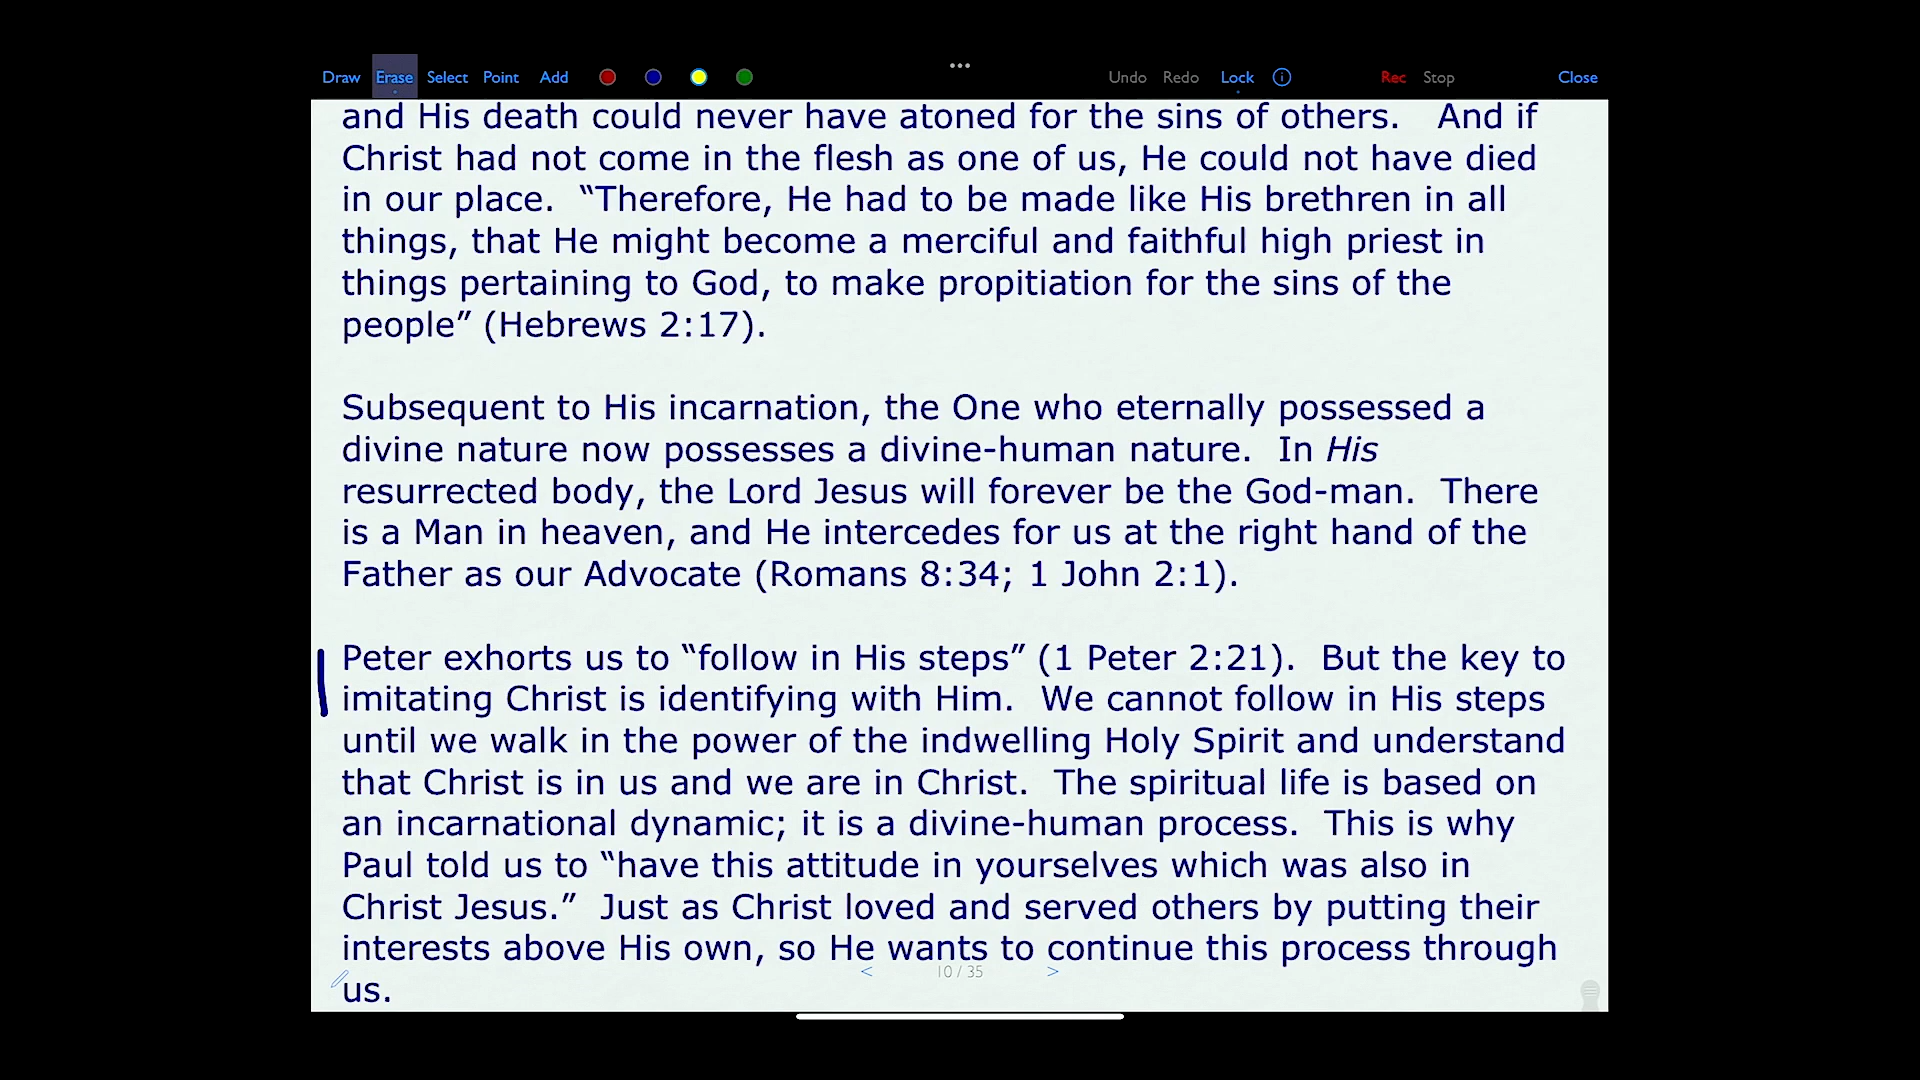 Draw Erase Select Point Add Undo Redo Lock Rec Stop Close
and His death could never have atoned for the sins of others. And if
Christ had not come in the flesh as one of us, He could not have died
in our place. “Therefore, He had to be made like His brethren in all
things, that He might become a merciful and faithful high priest in
things pertaining to God, to make propitiation for the sins of the
people” (Hebrews 2:17).
Subsequent to His incarnation, the One who eternally possessed a
divine nature now possesses a divine-human nature. In His
resurrected body, the Lord Jesus will forever be the God-man. There
is a Man in heaven, and He intercedes for us at the right hand of the
Father as our Advocate (Romans 8:34; 1 John 2:1).
Peter exhorts us to “follow in His steps” (1 Peter 2:21). But the key to
imitating Christ is identifying with Him. We cannot follow in His steps
until we walk in the power of the indwelling Holy Spirit and understand
that Christ is in us and we are in Christ. The spiritual life is based on
an incarnational dynamic; it is a divine-human process. This is why
Paul told us to “have this attitude in yourselves which was also in
Christ Jesus.” Just as Christ loved and served others by putting their
interests above His own, so He wants to continue this process through
< 10 / 35 >
us.